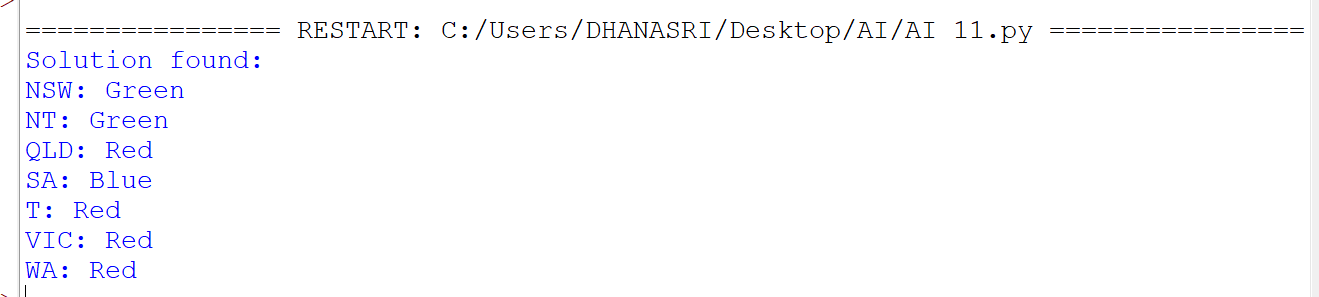 ================ RESTART: C:/Users/DHANASRI/Desktop/AI/AI 11.py ================
Solution found:
NSW: Green
NT: Green
QLD: Red
SA: Blue
T: Red
VIC: Red
WA: Red